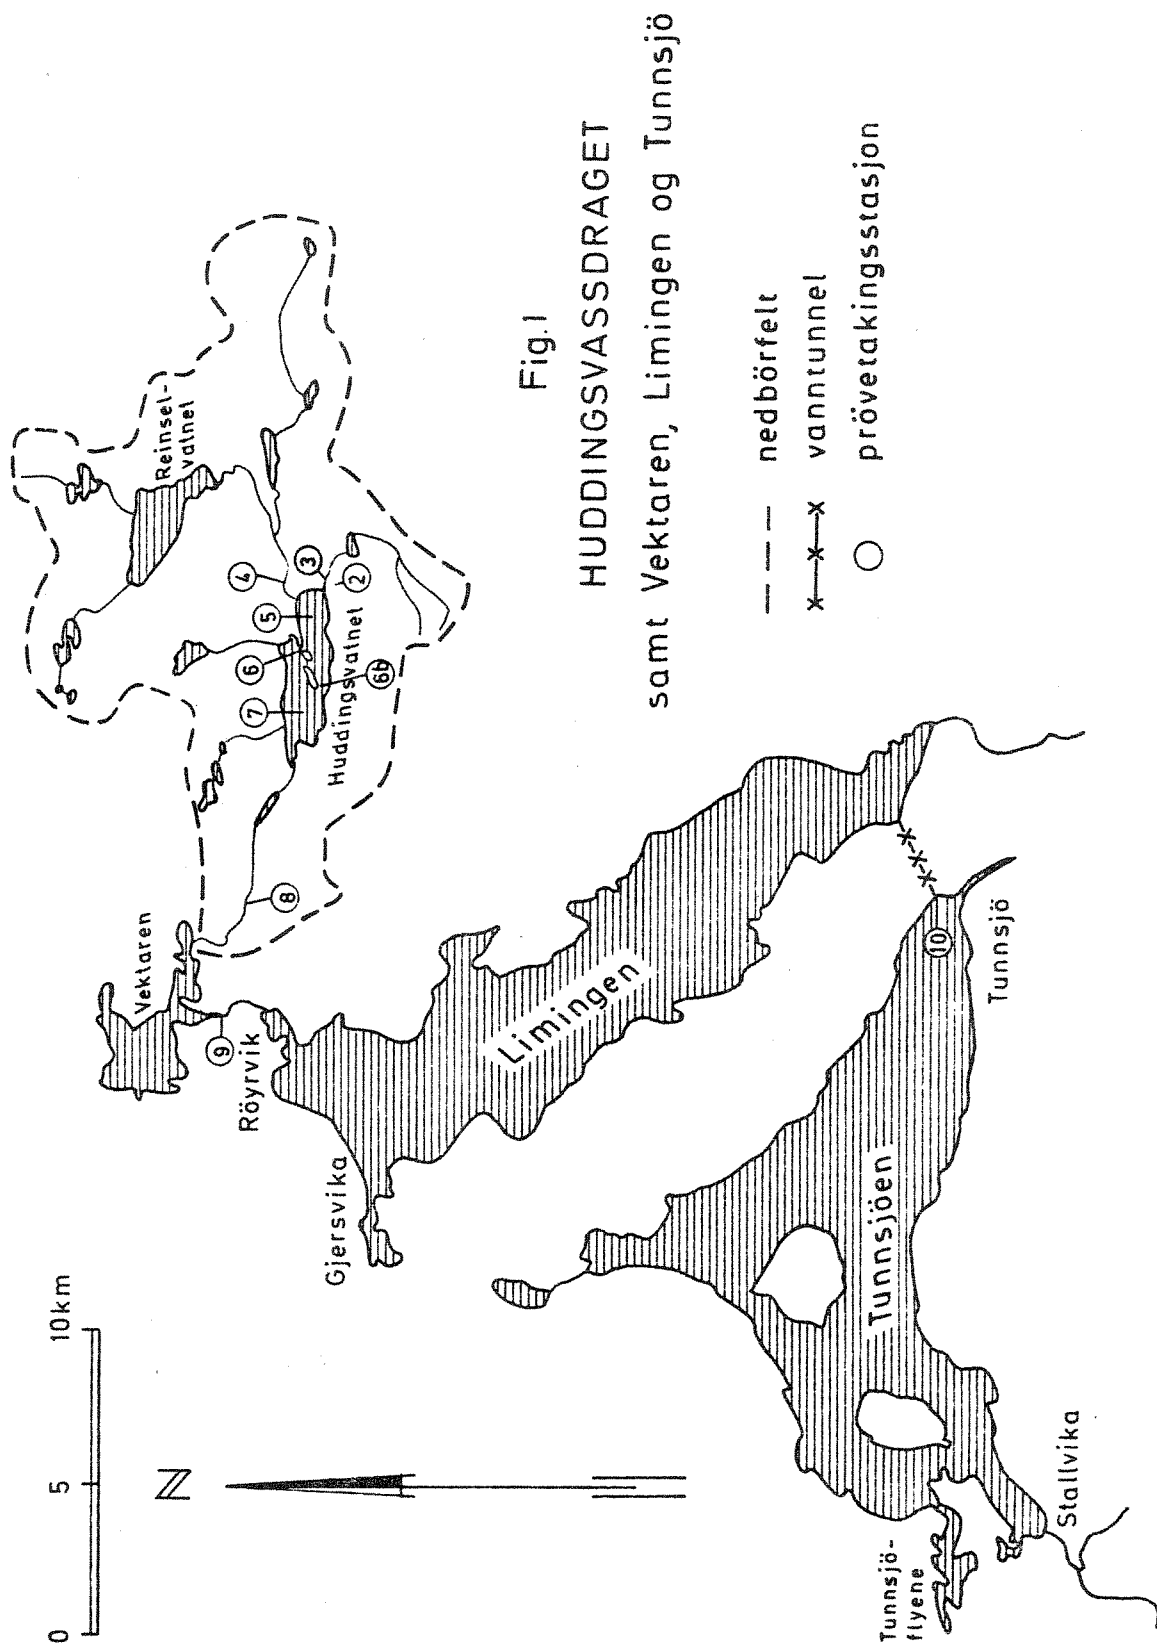 0 5 10km
N
Vektaren
Reinsel-
vatnet
Huddingsvatnet
2
3
4
5
6
6b
7
8
9
Röyrvik
Gjersvika
Limingen
Tunnsjöen
10
Tunnsjö
Tunnsjö-
flyene
Stallvika
Fig.1
HUDDINGSVASSDRAGET
samt Vektaren, Limingen og Tunnsjö
nedbörfelt
x x x vanntunnel
prövetakingsstasjon